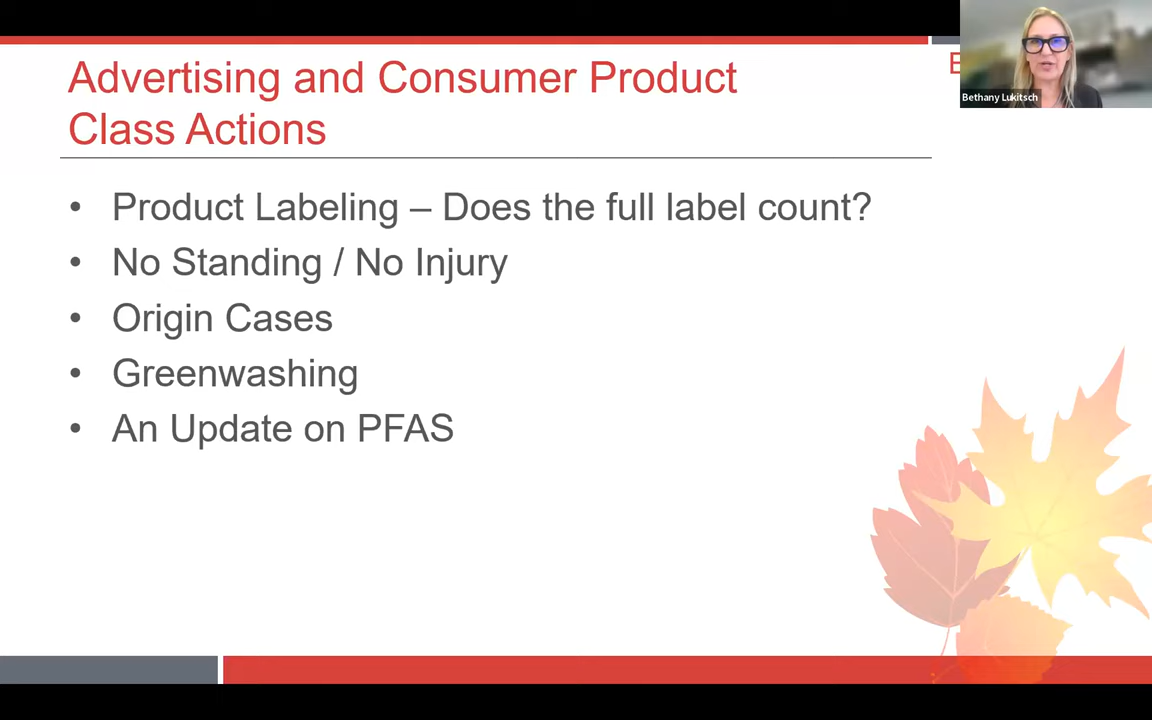 Advertising and Consumer Product
Class Actions
• Product Labeling – Does the full label count?
• No Standing / No Injury
• Origin Cases
• Greenwashing
• An Update on PFAS
Bethany Lukitsch